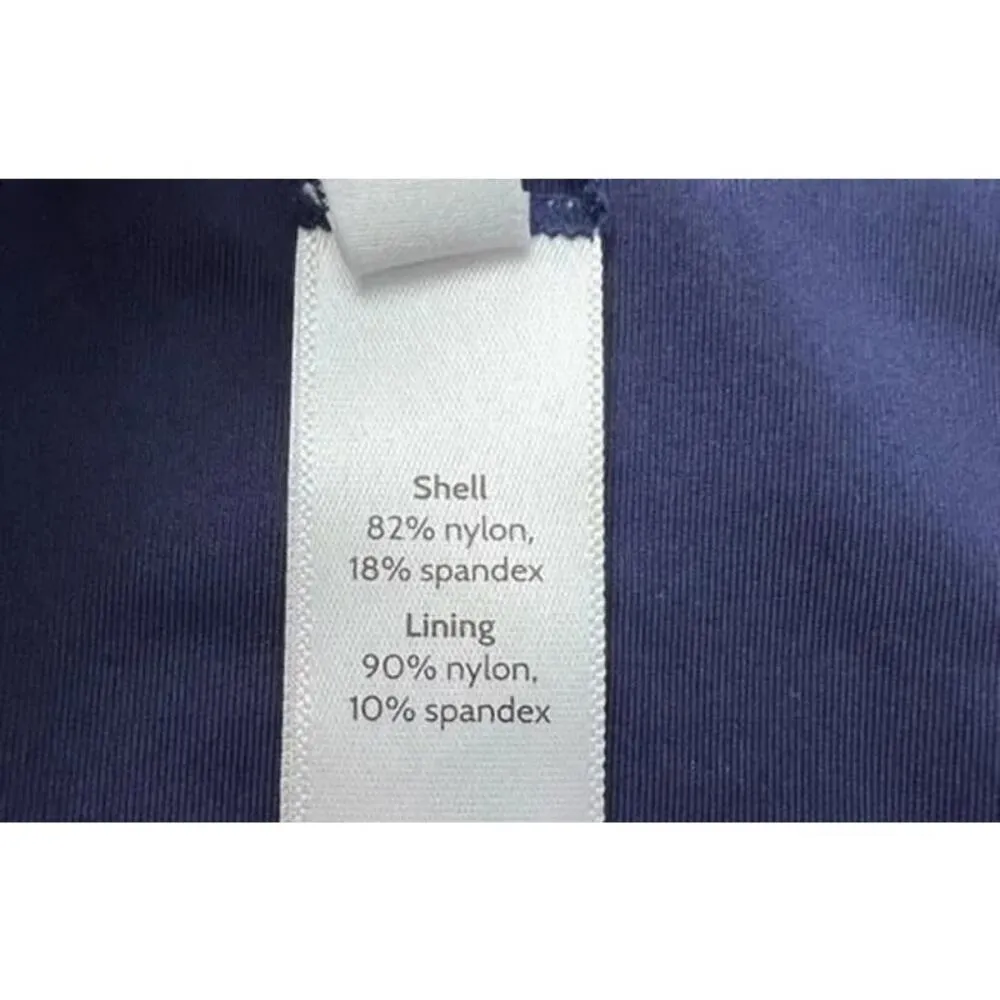 Shell
82% nylon,
18% spandex
Lining
90% nylon,
10% spandex